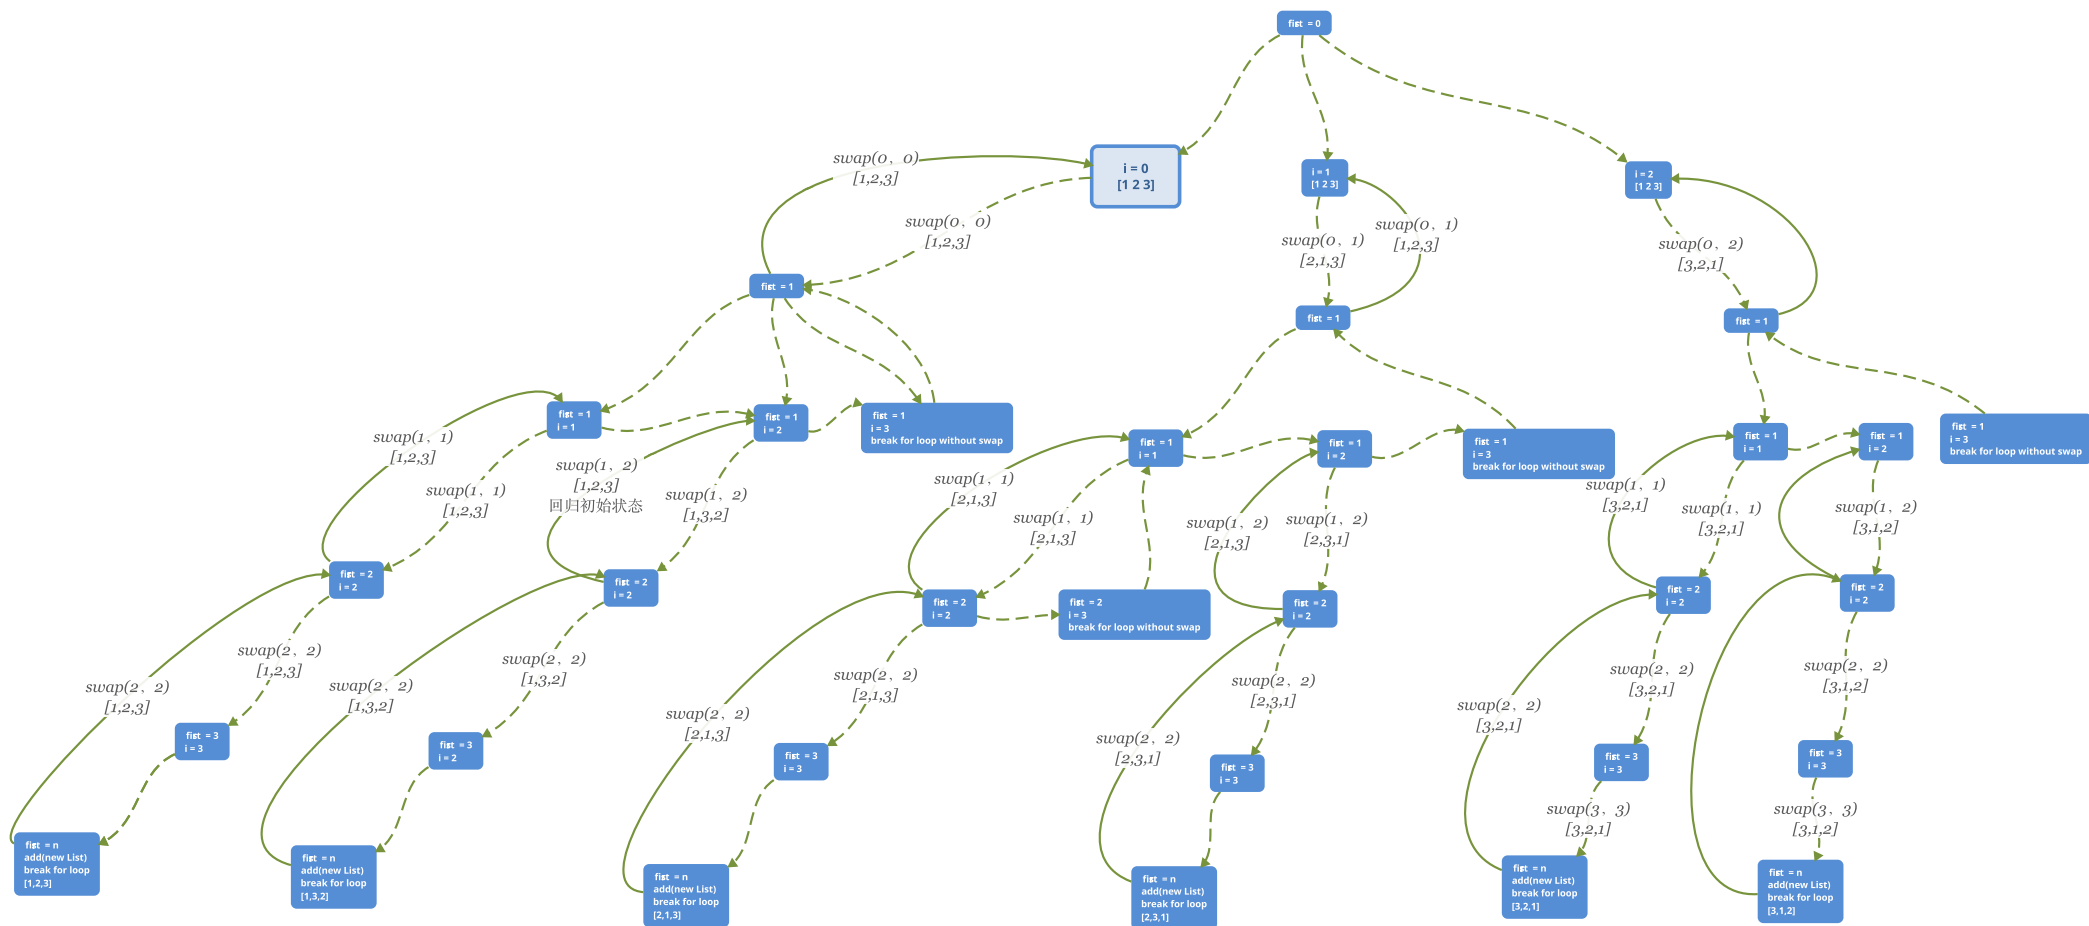 fist = 0
i = 0
[1 2 3]
i = 1
[1 2 3]
i = 2
[1 2 3]
swap(0, 0)
[1,2,3]
swap(0, 0)
[1,2,3]
swap(0, 1)
[2,1,3]
swap(0, 1)
[1,2,3]
swap(0, 2)
[3,2,1]
fist = 1
fist = 1
fist = 1
fist = 1
i = 1
fist = 1
i = 2
fist = 1
i = 3
break for loop without swap
fist = 1
i = 1
fist = 1
i = 2
fist = 1
i = 3
break for loop without swap
fist = 1
i = 1
fist = 1
i = 2
fist = 1
i = 3
break for loop without swap
swap(1, 1)
[1,2,3]
swap(1, 1)
[1,2,3]
swap(1, 2)
[1,2,3]
回归初始状态
swap(1, 2)
[1,3,2]
swap(1, 1)
[2,1,3]
swap(1, 1)
[2,1,3]
swap(1, 2)
[2,1,3]
swap(1, 2)
[2,3,1]
swap(1, 1)
[3,2,1]
swap(1, 1)
[3,2,1]
swap(1, 2)
[3,1,2]
fist = 2
i = 2
fist = 2
i = 2
fist = 2
i = 2
fist = 2
i = 3
break for loop without swap
fist = 2
i = 2
fist = 2
i = 2
fist = 2
i = 2
swap(2, 2)
[1,2,3]
swap(2, 2)
[1,2,3]
swap(2, 2)
[1,3,2]
swap(2, 2)
[1,3,2]
swap(2, 2)
[2,1,3]
swap(2, 2)
[2,1,3]
swap(2, 2)
[2,3,1]
swap(2, 2)
[2,3,1]
swap(2, 2)
[3,2,1]
swap(2, 2)
[3,2,1]
swap(2, 2)
[3,1,2]
fist = 3
i = 3
fist = 3
i = 2
fist = 3
i = 3
fist = 3
i = 3
fist = 3
i = 3
fist = 3
i = 3
swap(3, 3)
[3,2,1]
swap(3, 3)
[3,1,2]
fist = n
add(new List)
break for loop
[1,2,3]
fist = n
add(new List)
break for loop
[1,3,2]
fist = n
add(new List)
break for loop
[2,1,3]
fist = n
add(new List)
break for loop
[2,3,1]
fist = n
add(new List)
break for loop
[3,2,1]
fist = n
add(new List)
break for loop
[3,1,2]